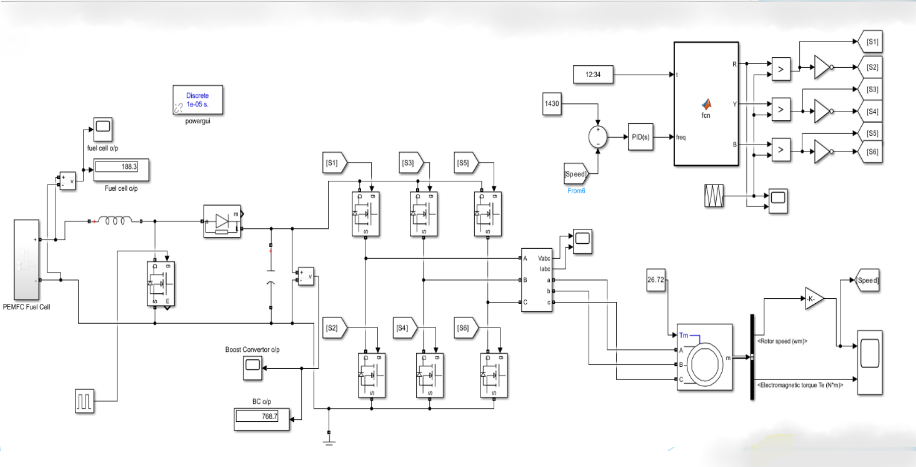 Discrete
1e-05 s.
powergui
fuel cell o/p
188.3
Fuel cell o/p
+
-
v
PEMFC Fuel Cell
+
-
a
k
m
+
-
v
Boost Convertor o/p
BC o/p
768.7
[S1]
[S3]
[S5]
[S2]
[S4]
[S6]
A
B
C
Vabc
Iabc
a
b
c
12:34
1430
+
-
PID(s)
[Speed]
From6
t
freq
fcn
R
Y
B
>
>
>
[S1]
[S2]
[S3]
[S4]
[S5]
[S6]
26.72
Tm
A
B
C
m
-K-
[Speed]
<Rotor speed (wm)>
<Electromagnetic torque Te (N*m)>